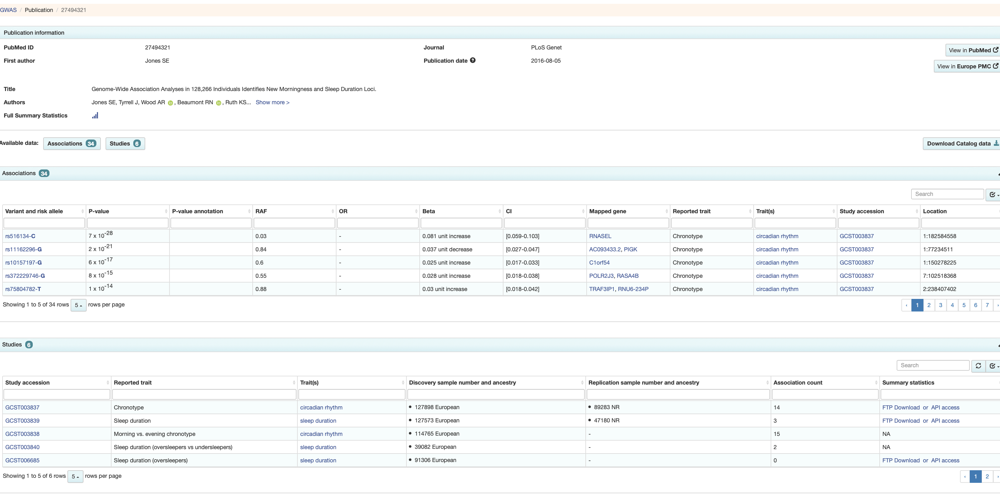 GWAS / Publication / 27494321
Publication information
PubMed ID 27494321 Journal PLoS Genet View in PubMed
First author Jones SE Publication date 2016-08-05 View in Europe PMC
Title Genome-Wide Association Analyses in 128,266 Individuals Identifies New Morningness and Sleep Duration Loci.
Authors Jones SE, Tyrrell J, Wood AR iD , Beaumont RN iD , Ruth KS... Show more >
Full Summary Statistics
Available data: Associations 34 Studies 6 Download Catalog data
Associations 34
Search
Variant and risk allele P-value P-value annotation RAF OR Beta CI Mapped gene Reported trait Trait(s) Study accession Location
rs516134-C 7 x 10-28 0.03 - 0.081 unit increase [0.059-0.103] RNASEL Chronotype circadian rhythm GCST003837 1:182584558
rs11162296-G 2 x 10-21 0.84 - 0.037 unit decrease [0.027-0.047] AC093433.2, PIGK Chronotype circadian rhythm GCST003837 1:77234511
rs10157197-G 6 x 10-17 0.6 - 0.025 unit increase [0.017-0.033] C1orf54 Chronotype circadian rhythm GCST003837 1:150278225
rs372229746-G 8 x 10-15 0.55 - 0.028 unit increase [0.018-0.038] POLR2J3, RASA4B Chronotype circadian rhythm GCST003837 7:102518368
rs75804782-T 1 x 10-14 0.88 - 0.03 unit increase [0.018-0.042] TRAF3IP1, RNU6-234P Chronotype circadian rhythm GCST003837 2:238407402
Showing 1 to 5 of 34 rows 5 rows per page ‹ 1 2 3 4 5 6 7 ›
Studies 6
Search
Study accession Reported trait Trait(s) Discovery sample number and ancestry Replication sample number and ancestry Association count Summary statistics
GCST003837 Chronotype circadian rhythm • 127898 European • 89283 NR 14 FTP Download or API access
GCST003839 Sleep duration sleep duration • 127573 European • 47180 NR 3 FTP Download or API access
GCST003838 Morning vs. evening chronotype circadian rhythm • 114765 European - 15 NA
GCST003840 Sleep duration (oversleepers vs undersleepers) sleep duration • 39082 European - 2 NA
GCST006685 Sleep duration (oversleepers) sleep duration • 91306 European - 0 FTP Download or API access
Showing 1 to 5 of 6 rows 5 rows per page ‹ 1 2 ›